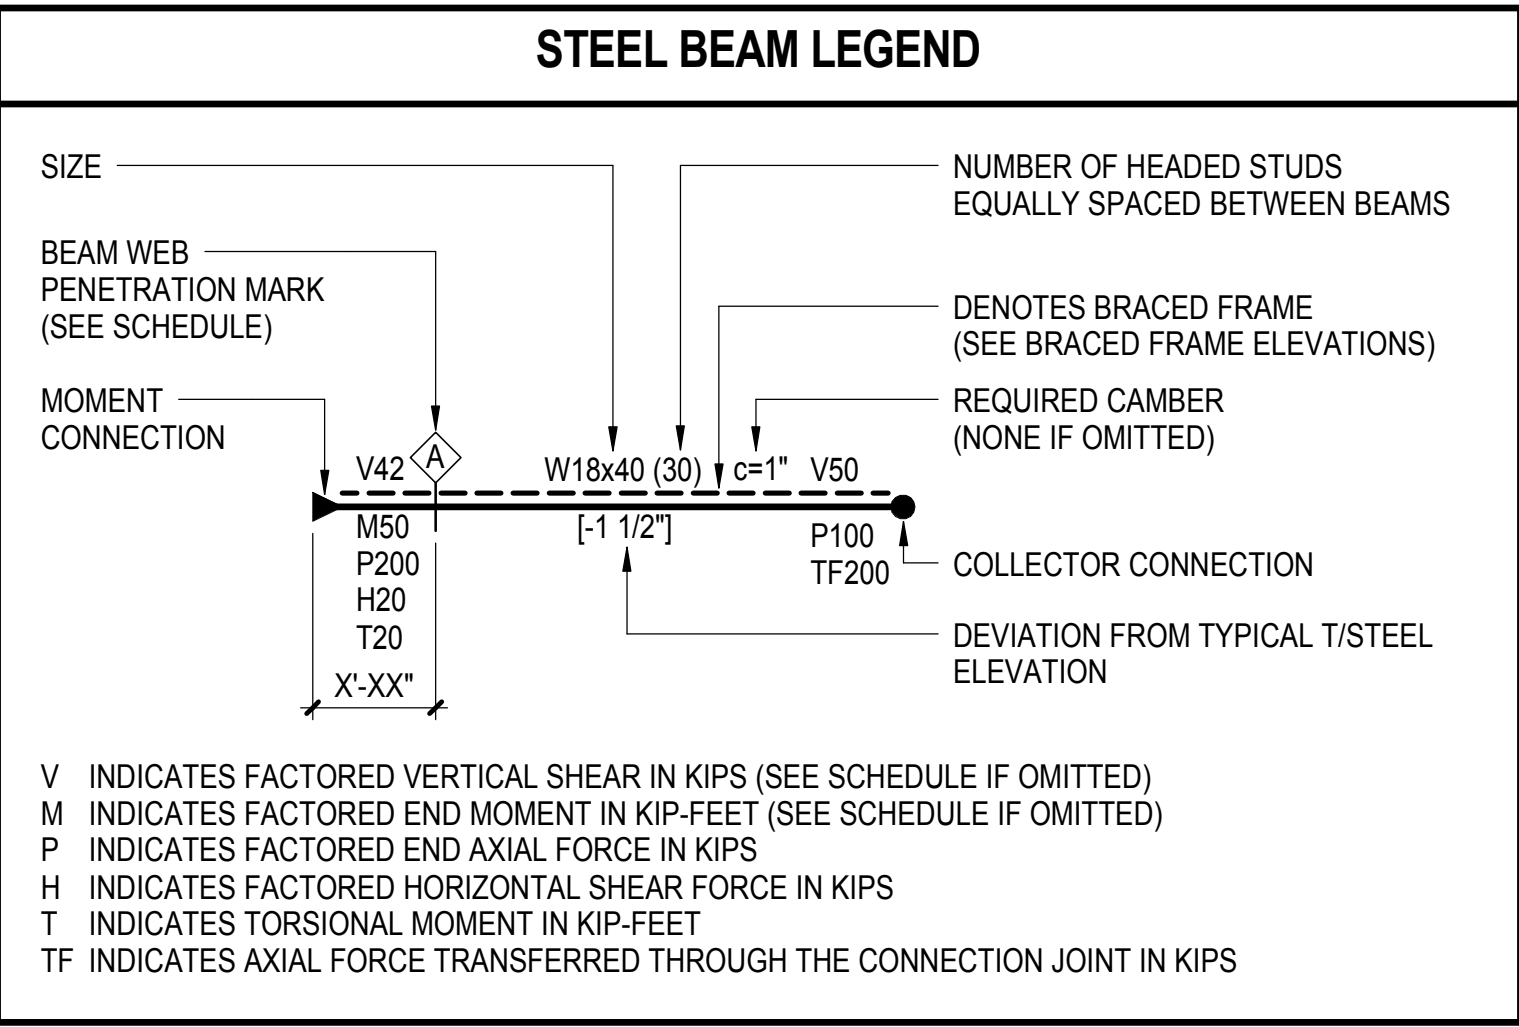 STEEL BEAM LEGEND
SIZE
NUMBER OF HEADED STUDS
EQUALLY SPACED BETWEEN BEAMS
BEAM WEB
PENETRATION MARK
(SEE SCHEDULE)
DENOTES BRACED FRAME
(SEE BRACED FRAME ELEVATIONS)
MOMENT
CONNECTION
REQUIRED CAMBER
(NONE IF OMITTED)
V42
A
W18x40 (30)
c=1"
V50
M50
P200
H20
T20
[-1 1/2"]
P100
TF200
COLLECTOR CONNECTION
DEVIATION FROM TYPICAL T/STEEL
ELEVATION
X'-XX"
V INDICATES FACTORED VERTICAL SHEAR IN KIPS (SEE SCHEDULE IF OMITTED)
M INDICATES FACTORED END MOMENT IN KIP-FEET (SEE SCHEDULE IF OMITTED)
P INDICATES FACTORED END AXIAL FORCE IN KIPS
H INDICATES FACTORED HORIZONTAL SHEAR FORCE IN KIPS
T INDICATES TORSIONAL MOMENT IN KIP-FEET
TF INDICATES AXIAL FORCE TRANSFERRED THROUGH THE CONNECTION JOINT IN KIPS